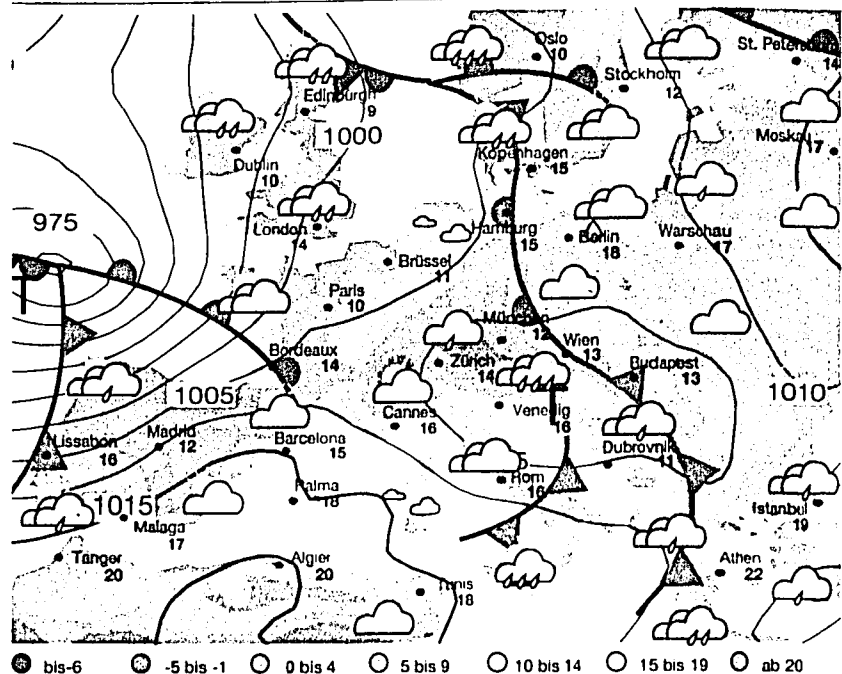 Oslo
10
St. Peters
14
Stockholm
12
Edinburgh
9
1000
Moskau
17
Kopenhagen
15
Dublin
10
975
London
Hamburg
15
Berlin
18
Warschau
17
Brüssel
11
Paris
10
München
12
Wien
13
Bordeaux
14
Zürich
14
Budapest
13
1010
1005
Cannes
16
Venedig
16
Lissabon
16
Madrid
12
Barcelona
15
Dubrovnik
11
Rom
16
Palma
18
1015
Malaga
17
Istanbul
19
Tanger
20
Algier
20
Athen
22
Tunis
18
T
bis-6 -5 bis -1 0 bis 4 5 bis 9 10 bis 14 15 bis 19 ab 20